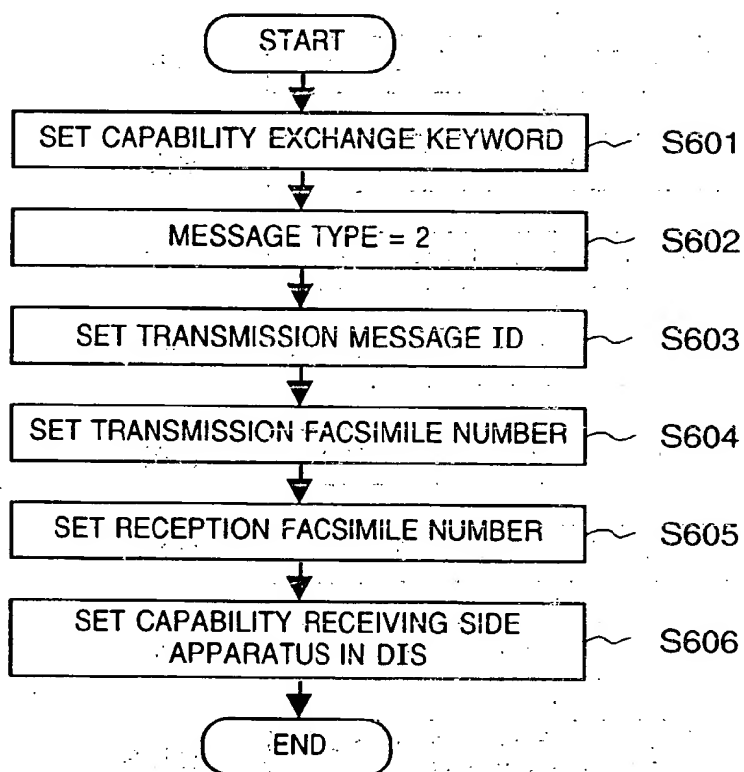 START
SET CAPABILITY EXCHANGE KEYWORD
S601
MESSAGE TYPE = 2
S602
SET TRANSMISSION MESSAGE ID
S603
SET TRANSMISSION FACSIMILE NUMBER
S604
SET RECEPTION FACSIMILE NUMBER
S605
SET CAPABILITY RECEIVING SIDE
APPARATUS IN DIS
S606
END